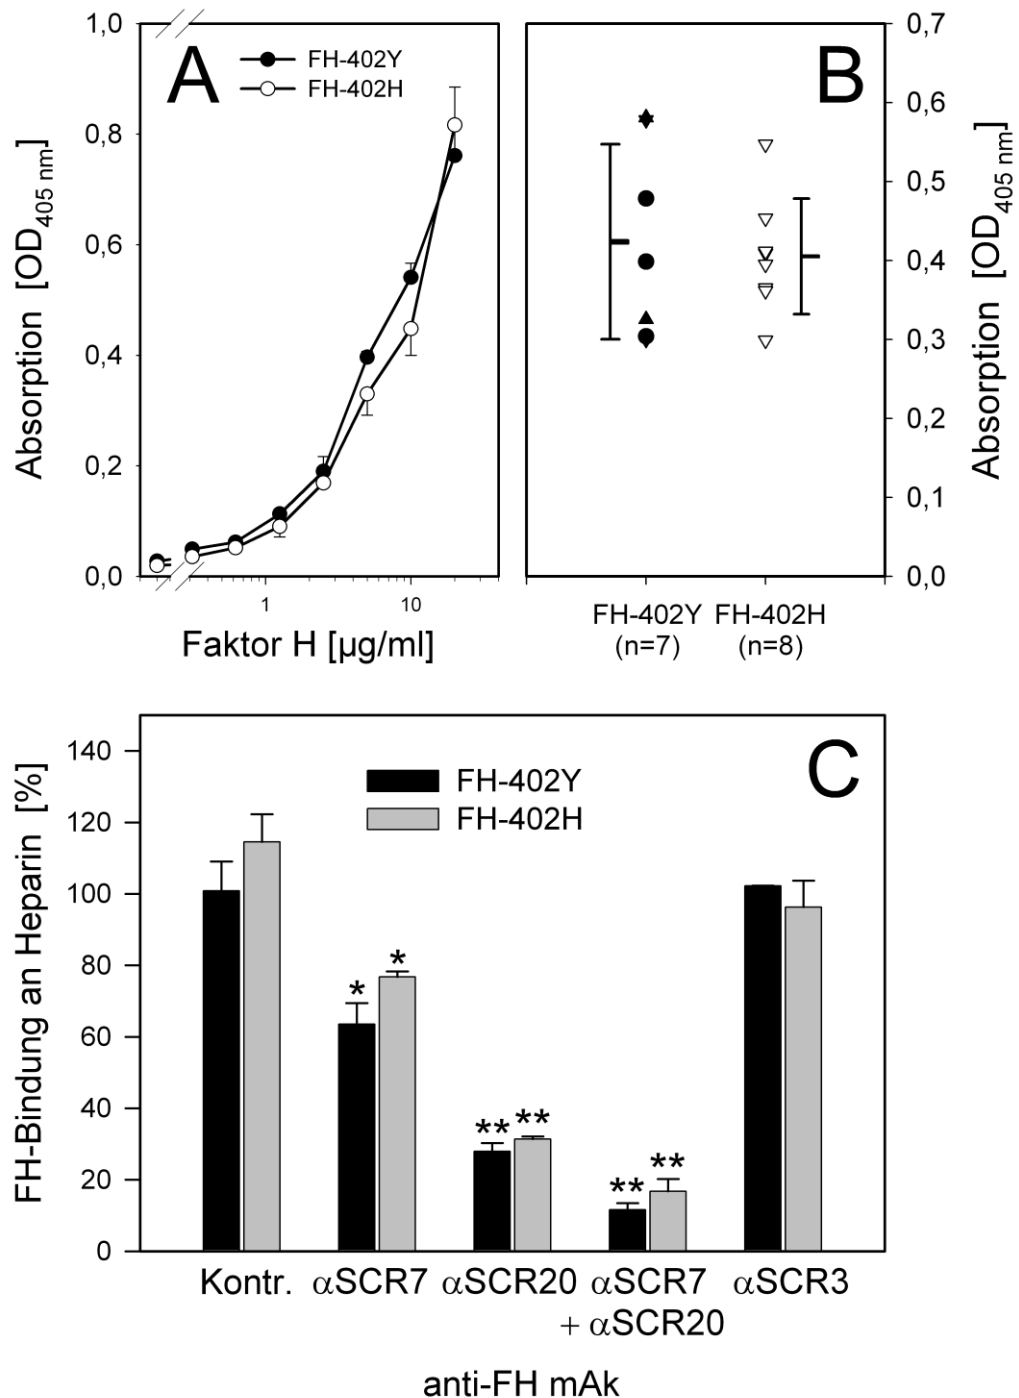 A
FH-402Y
FH-402H
1,0
0,8
0,6
0,4
0,2
0,0
Absorption [OD405 nm]
1
10
Faktor H [µg/ml]
B
0,7
0,6
0,5
0,4
0,3
0,2
0,1
0,0
Absorption [OD405 nm]
FH-402Y
(n=7)
FH-402H
(n=8)
C
FH-402Y
FH-402H
140
120
100
80
60
40
20
0
FH-Bindung an Heparin [%]
* *
** **
** **
Kontr. αSCR7 αSCR20 αSCR7 αSCR3
+ αSCR20
anti-FH mAk